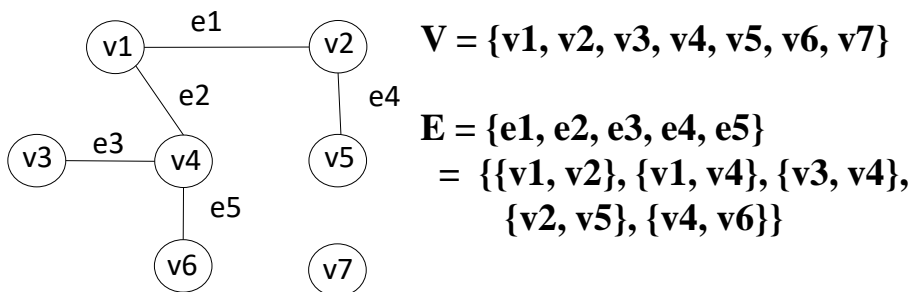 e1
v1
v2
V = {v1, v2, v3, v4, v5, v6, v7}
e2
e4
E = {e1, e2, e3, e4, e5}
v3
e3
v4
v5
= {{v1, v2}, {v1, v4}, {v3, v4},
e5
{v2, v5}, {v4, v6}}
v6
v7